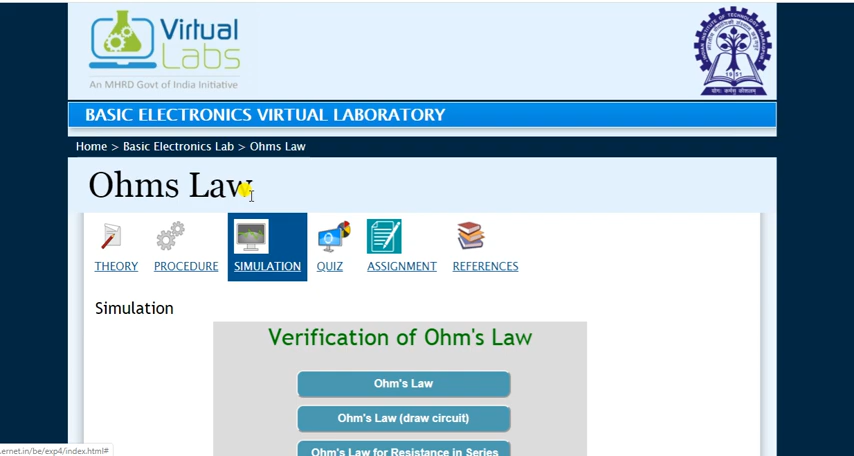 Virtual
Labs
An MHRD Govt of India Initiative
1951
BASIC ELECTRONICS VIRTUAL LABORATORY
Home > Basic Electronics Lab > Ohms Law
Ohms Law
THEORY PROCEDURE SIMULATION QUIZ ASSIGNMENT REFERENCES
Simulation
Verification of Ohm's Law
Ohm's Law
Ohm's Law (draw circuit)
Ohm's Law for Resistance in Series
.ernet.in/be/exp4/index.html#